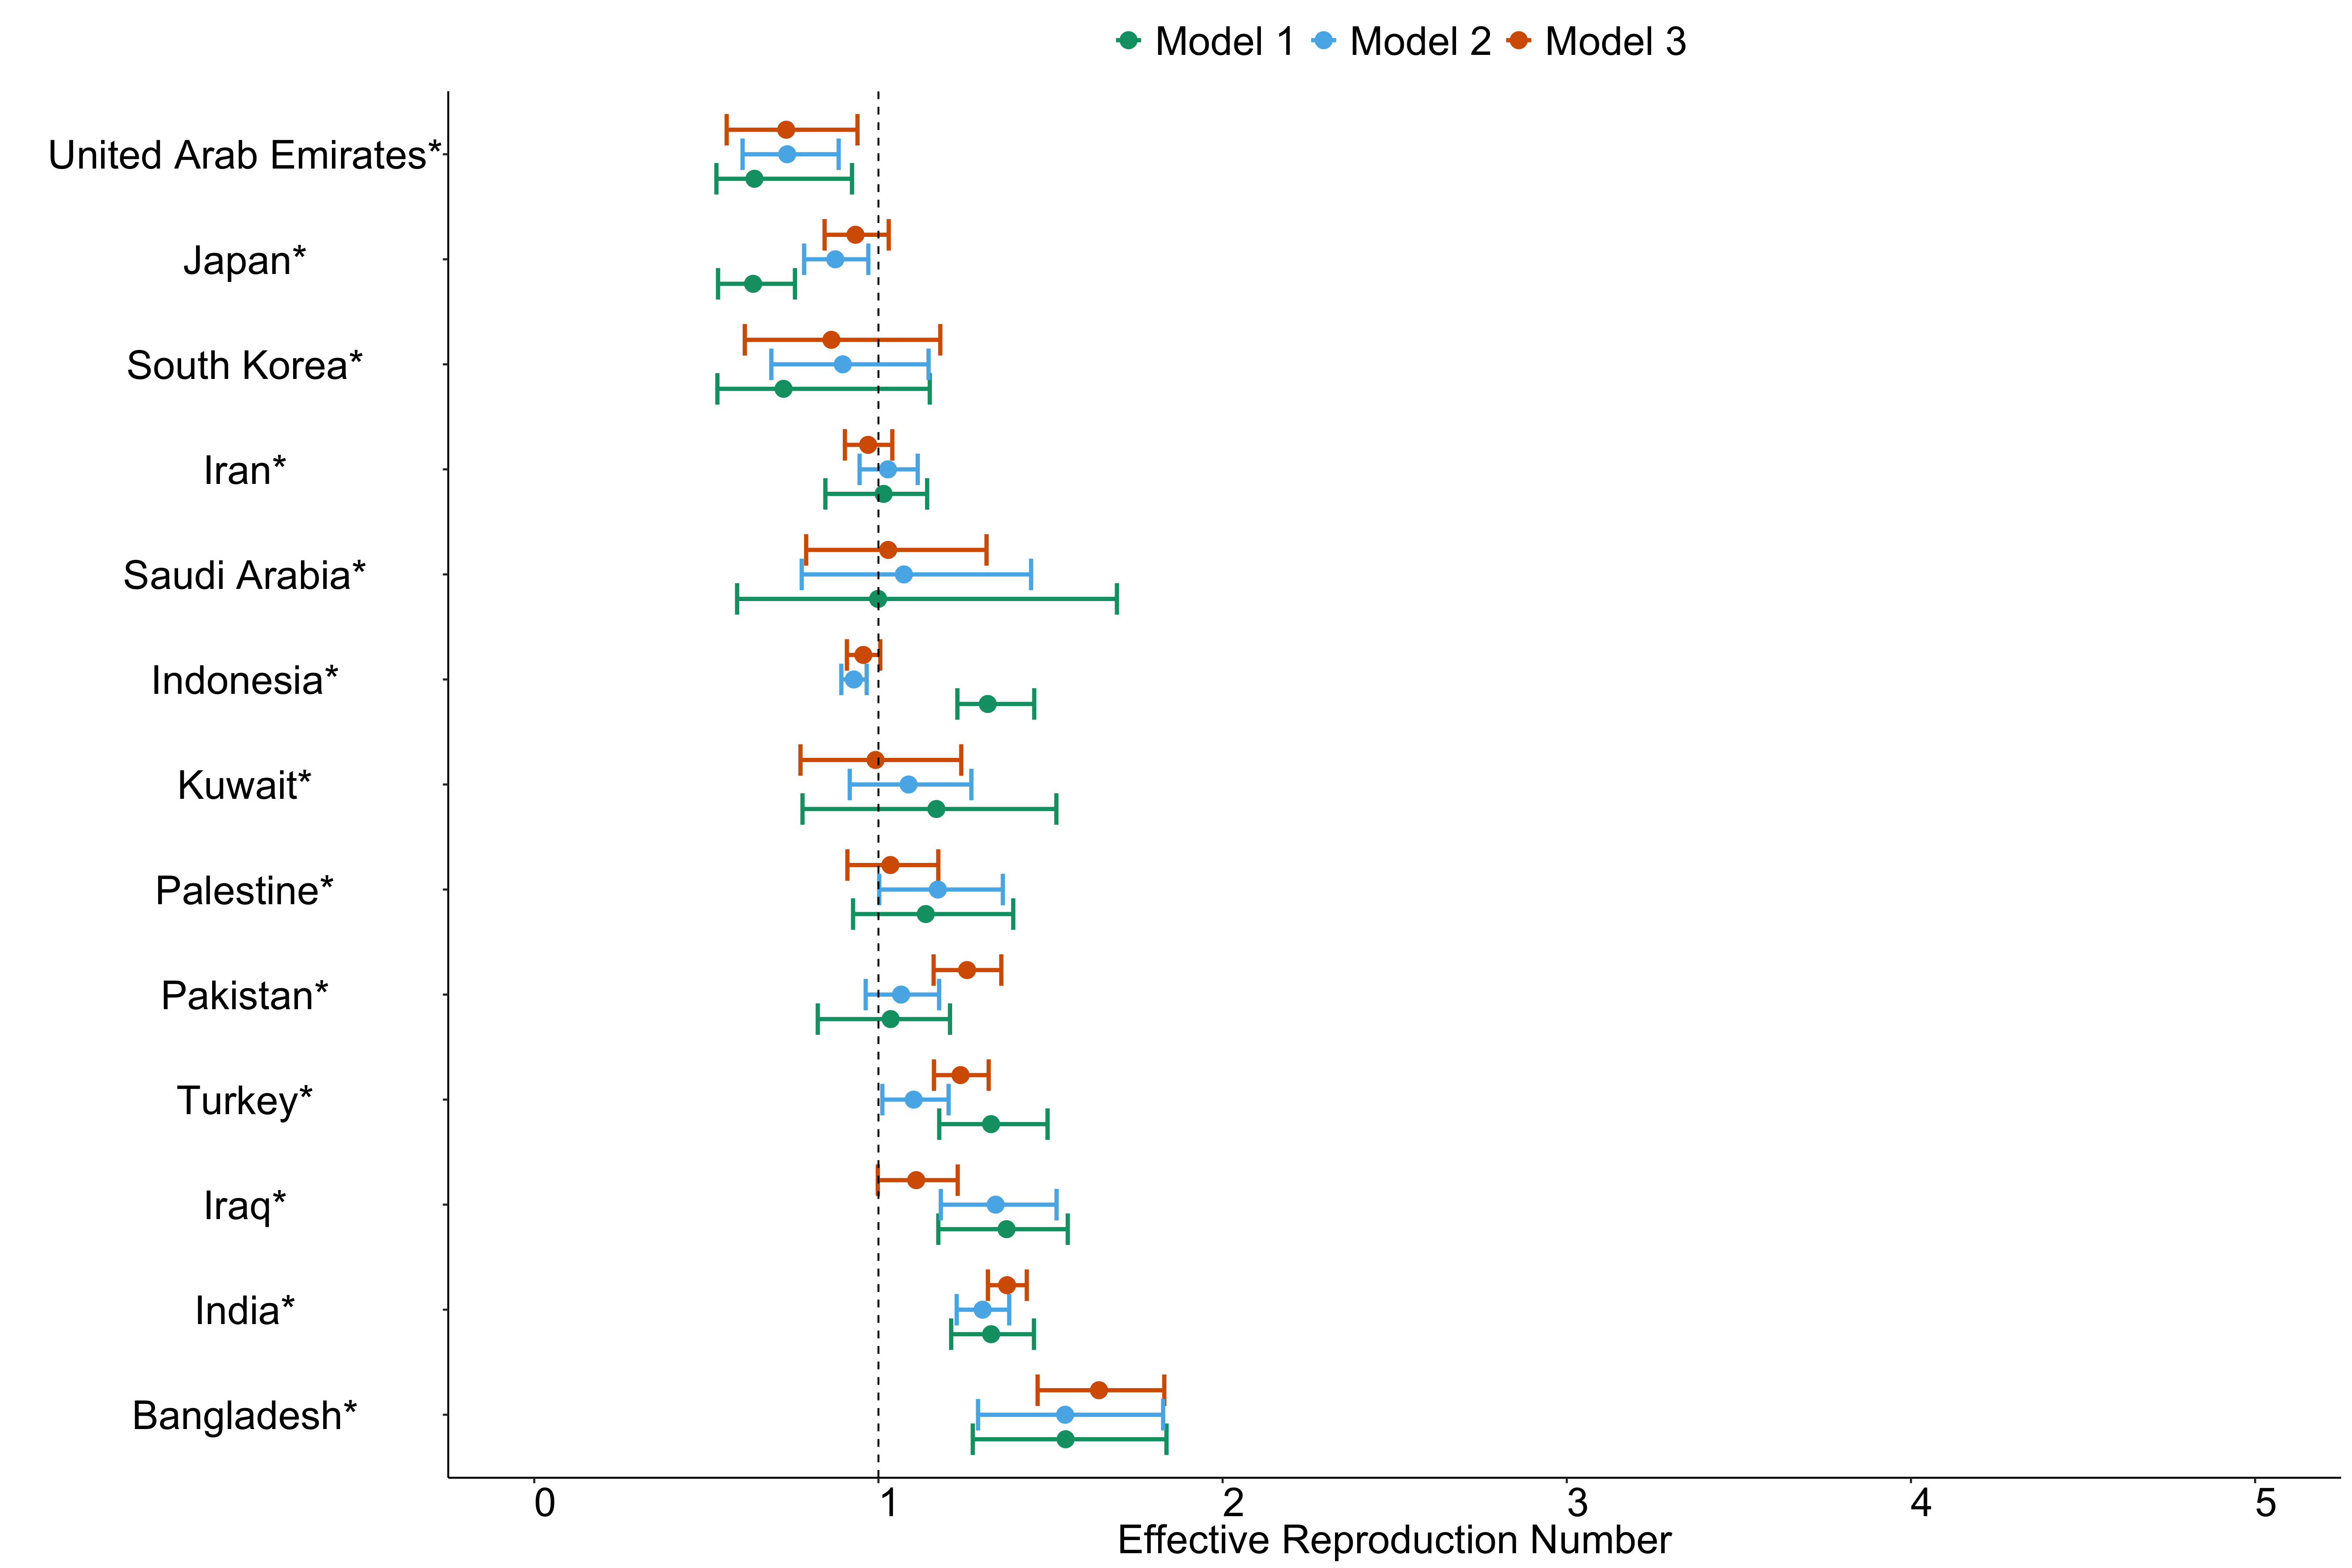 Model 1 Model 2 Model 3
United Arab Emirates*
Japan*
South Korea*
Iran*
Saudi Arabia*
Indonesia*
Kuwait*
Palestine*
Pakistan*
Turkey*
Iraq*
India*
Bangladesh*
0 1 2 3 4 5
Effective Reproduction Number